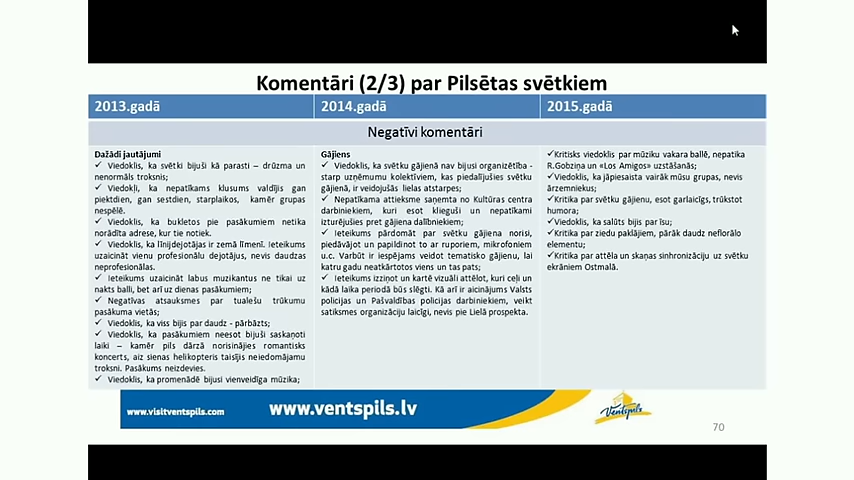 Komentāri (2/3) par Pilsētas svētkiem
2013.gadā
2014.gadā
2015.gadā
Negatīvi komentāri
Dažādi jautājumi
✓ Viedoklis, ka svētki bijuši kā parasti – drūzma un
nenormāls troksnis;
✓ Viedokļi, ka nepatīkams klusums valdījis gan
piektdien, gan sestdien, starplaikos, kamēr grupas
nespēlē.
✓ Viedoklis, ka bukletos pie pasākumiem netika
norādīta adrese, kur tie notiek.
✓ Viedoklis, ka līnijdejotājas ir zemā līmenī. Ieteikums
uzaicināt vienu profesionālu dejotājus, nevis daudzas
neprofesionālas.
✓ Ieteikums uzaicināt labus muzikantus ne tikai uz
nakts balli, bet arī uz dienas pasākumiem;
✓ Negatīvas atsauksmes par tualešu trūkumu
pasākuma vietās;
✓ Viedoklis, ka viss bijis par daudz - pārbāzts;
✓ Viedoklis, ka pasākumiem neesot bijuši saskaņoti
laiki – kamēr pils dārzā norisinājies romantisks
koncerts, aiz sienas helikopteris taisījis neiedomājamu
troksni. Pasākums neizdevies.
✓ Viedoklis, ka promenādē bijusi vienveidīga mūzika;
Gājiens
✓ Viedoklis, ka svētku gājienā nav bijusi organizētība -
starp uzņēmumu kolektīviem, kas piedalījušies svētku
gājienā, ir veidojušās lielas atstarpes;
✓ Nepatīkama attieksme saņemta no Kultūras centra
darbiniekiem, kuri esot klieguši un nepatīkami
izturējušies pret gājiena dalībniekiem;
✓ Ieteikums pārdomāt par svētku gājiena norisi,
piedāvājot un papildinot to ar ruporiem, mikrofoniem
u.c. Varbūt ir iespējams veidot tematisko gājienu, lai
katru gadu neatkārtotos viens un tas pats;
✓ Ieteikums izziņot un kartē vizuāli attēlot, kuri ceļi un
kādā laika periodā būs slēgti. Kā arī ir aicinājums Valsts
policijas un Pašvaldības policijas darbiniekiem, veikt
satiksmes organizāciju laicīgi, nevis pie Lielā prospekta.
✓Kritisks viedoklis par mūziku vakara ballē, nepatika
R.Gobziņa un «Los Amigos» uzstāšanās;
✓Viedoklis, ka jāpiesaista vairāk mūsu grupas, nevis
ārzemniekus;
✓Kritika par svētku gājienu, esot garlaicīgs, trūkstot
humora;
✓Viedoklis, ka salūts bijis par īsu;
✓Kritika par ziedu paklājiem, pārāk daudz neflorālo
elementu;
✓Kritika par attēla un skaņas sinhronizāciju uz svētku
ekrāniem Ostmalā.
www.visitventspils.com
www.ventspils.lv
Ventspils
70